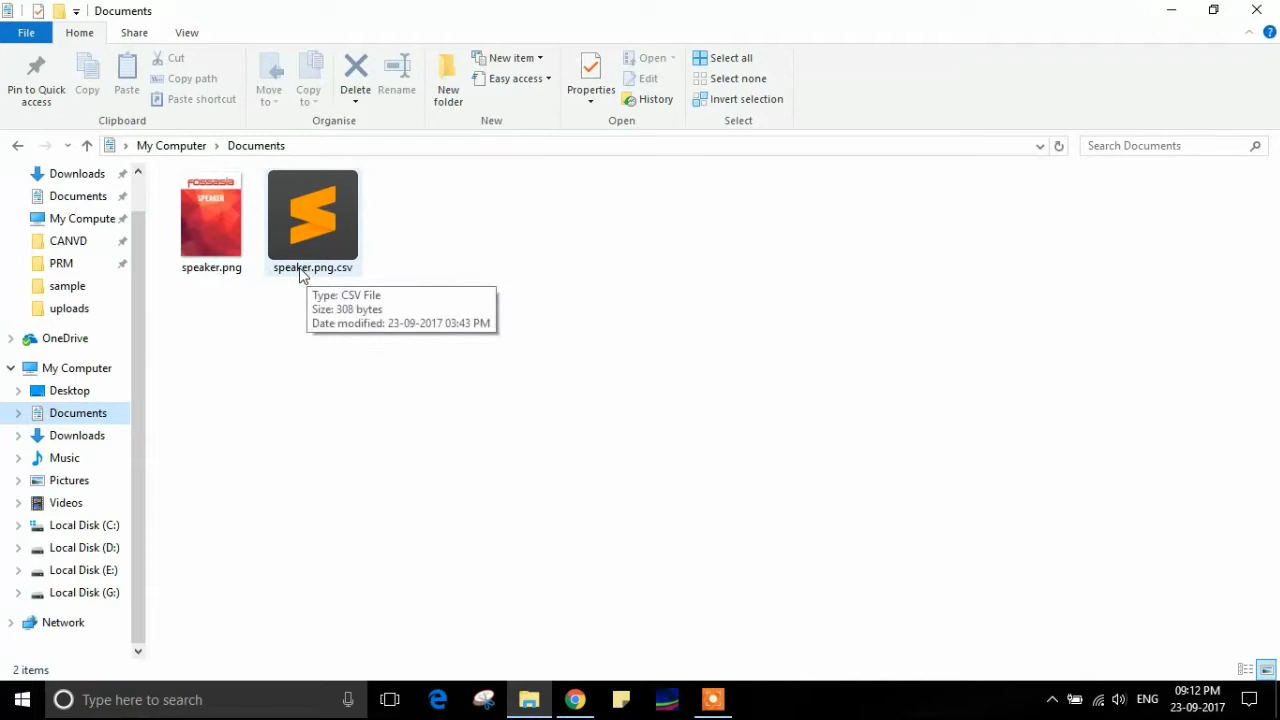 Documents
File
Home
Share
View
Pin to Quick access
Copy
Paste
Cut
Copy path
Paste shortcut
Clipboard
Move to
Copy to
Delete
Rename
Organise
New folder
New item
Easy access
New
Properties
Open
Edit
History
Open
Select all
Select none
Invert selection
Select
My Computer
Documents
Search Documents
Downloads
Documents
My Compute
CANVD
PRM
sample
uploads
OneDrive
My Computer
Desktop
Documents
Downloads
Music
Pictures
Videos
Local Disk (C:)
Local Disk (D:)
Local Disk (E:)
Local Disk (G:)
Network
FOSSASIA
SPEAKER
speaker.png
speaker.png.csv
Type: CSV File
Size: 308 bytes
Date modified: 23-09-2017 03:43 PM
2 items
Type here to search
ENG
09:12 PM
23-09-2017